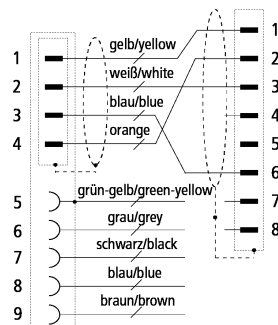 gelb/yellow
1
1
weiß/white
2
2
blau/blue
3
3
orange
4
4
5
6
grün-gelb/green-yellow
5
7
grau/grey
6
8
schwarz/black
7
blau/blue
8
braun/brown
9